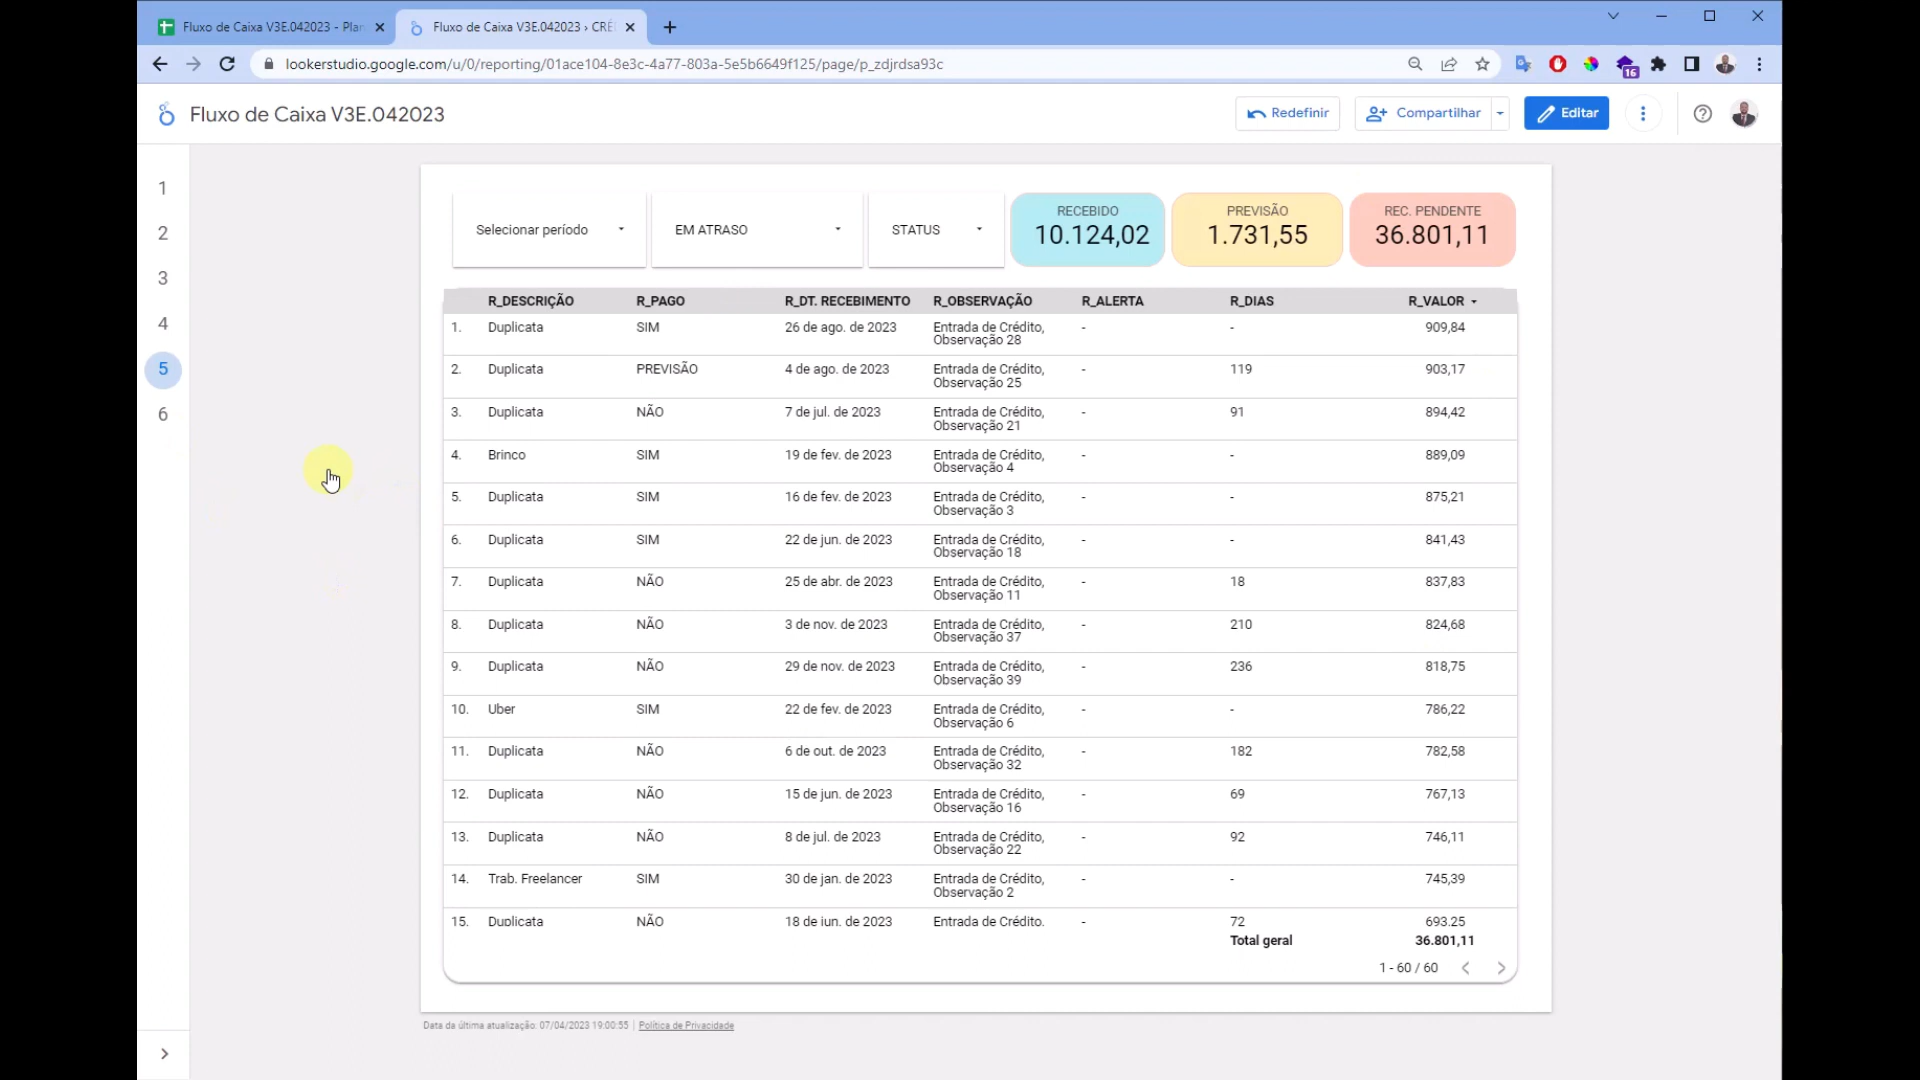 Fluxo de Caixa V3E.042023 - Plan
Fluxo de Caixa V3E.042023 › CRÉ
lookerstudio.google.com/u/0/reporting/01ace104-8e3c-4a77-803a-5e5b6649f125/page/p_zdjrdsa93c
16
Fluxo de Caixa V3E.042023
Redefinir
Compartilhar
Editar
1
2
3
4
5
6
Selecionar período
EM ATRASO
STATUS
RECEBIDO
10.124,02
PREVISÃO
1.731,55
REC. PENDENTE
36.801,11
R_DESCRIÇÃO R_PAGO R_DT. RECEBIMENTO R_OBSERVAÇÃO R_ALERTA R_DIAS R_VALOR
1. Duplicata SIM 26 de ago. de 2023 Entrada de Crédito, - - 909,84
Observação 28
2. Duplicata PREVISÃO 4 de ago. de 2023 Entrada de Crédito, - 119 903,17
Observação 25
3. Duplicata NÃO 7 de jul. de 2023 Entrada de Crédito, - 91 894,42
Observação 21
4. Brinco SIM 19 de fev. de 2023 Entrada de Crédito, - - 889,09
Observação 4
5. Duplicata SIM 16 de fev. de 2023 Entrada de Crédito, - - 875,21
Observação 3
6. Duplicata SIM 22 de jun. de 2023 Entrada de Crédito, - - 841,43
Observação 18
7. Duplicata NÃO 25 de abr. de 2023 Entrada de Crédito, - 18 837,83
Observação 11
8. Duplicata NÃO 3 de nov. de 2023 Entrada de Crédito, - 210 824,68
Observação 37
9. Duplicata NÃO 29 de nov. de 2023 Entrada de Crédito, - 236 818,75
Observação 39
10. Uber SIM 22 de fev. de 2023 Entrada de Crédito, - - 786,22
Observação 6
11. Duplicata NÃO 6 de out. de 2023 Entrada de Crédito, - 182 782,58
Observação 32
12. Duplicata NÃO 15 de jun. de 2023 Entrada de Crédito, - 69 767,13
Observação 16
13. Duplicata NÃO 8 de jul. de 2023 Entrada de Crédito, - 92 746,11
Observação 22
14. Trab. Freelancer SIM 30 de jan. de 2023 Entrada de Crédito, - - 745,39
Observação 2
15. Duplicata NÃO 18 de jun. de 2023 Entrada de Crédito, - 72 693,25
Total geral 36.801,11
1 - 60 / 60
Data da última atualização: 07/04/2023 19:00:55 | Política de Privacidade